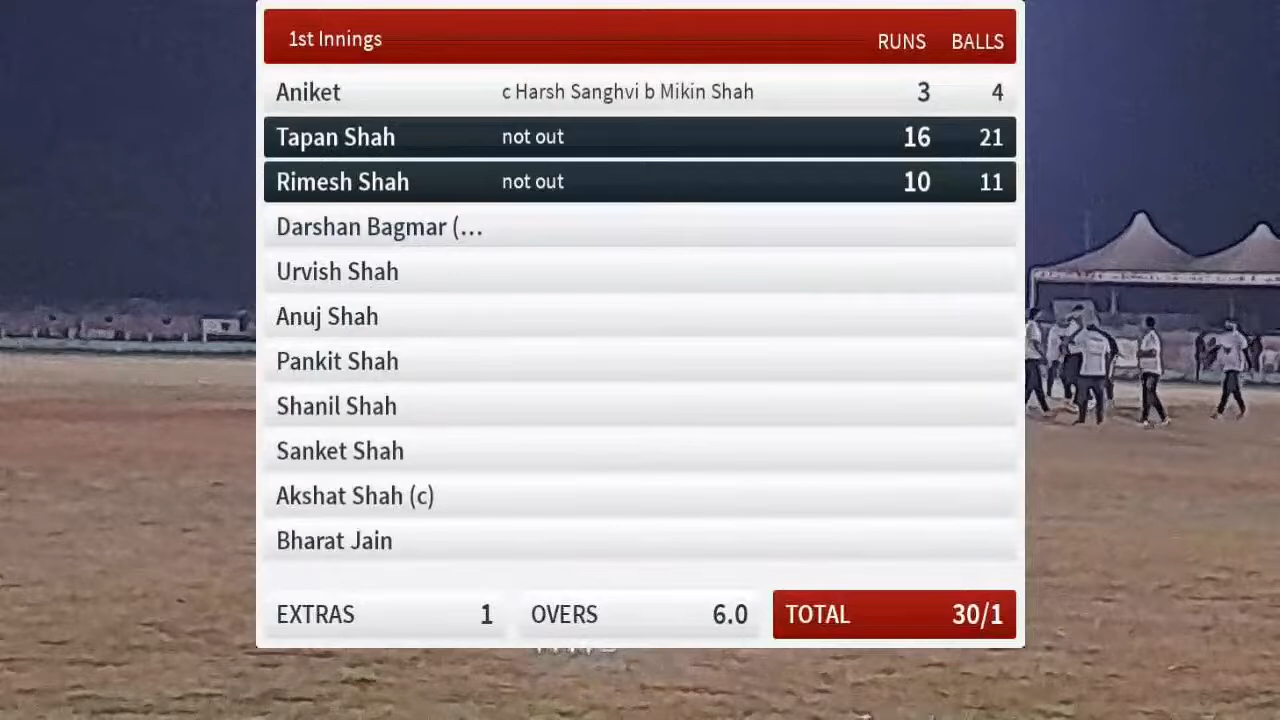 1st Innings RUNS BALLS
Aniket c Harsh Sanghvi b Mikin Shah 3 4
Tapan Shah not out 16 21
Rimesh Shah not out 10 11
Darshan Bagmar (...
Urvish Shah
Anuj Shah
Pankit Shah
Shanil Shah
Sanket Shah
Akshat Shah (c)
Bharat Jain
EXTRAS 1 OVERS 6.0 TOTAL 30/1